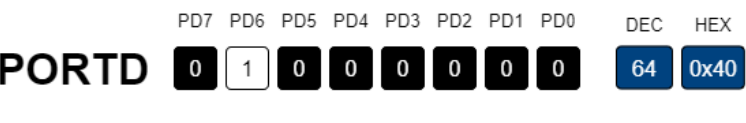 PD7 PD6 PD5 PD4 PD3 PD2 PD1 PD0 DEC HEX
PORTD 0 1 0 0 0 0 0 0 64 0x40